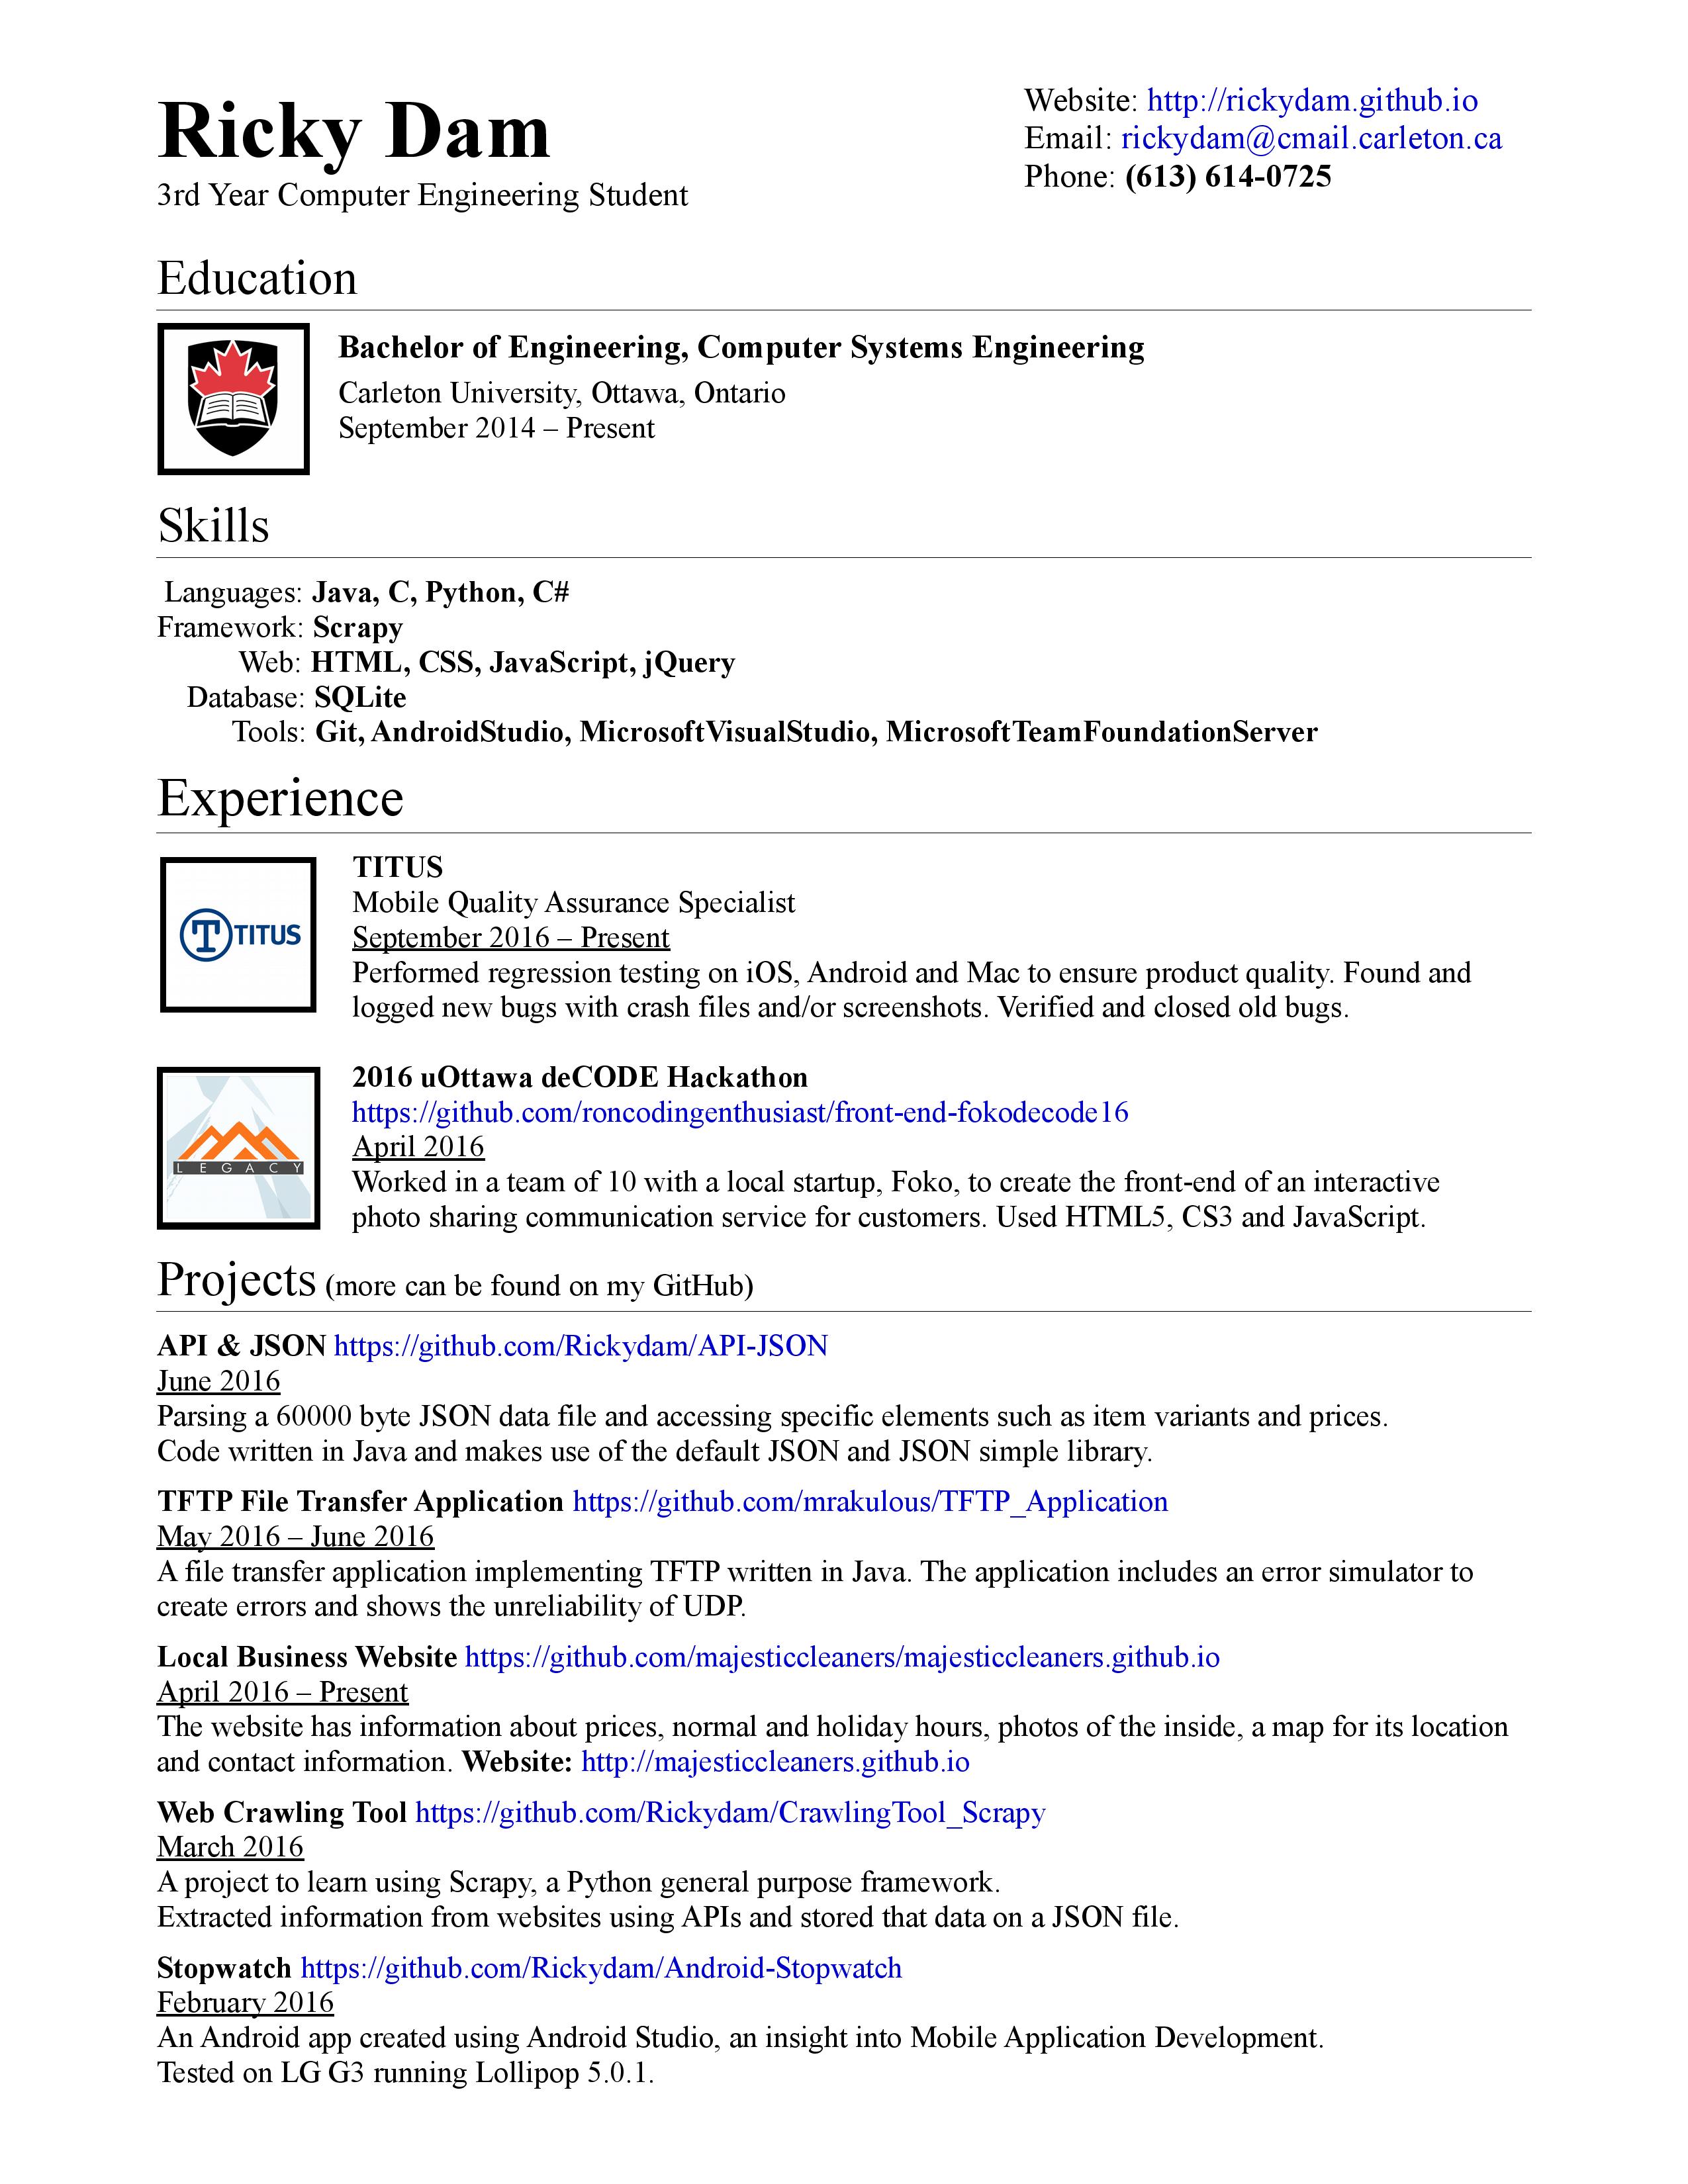 Ricky Dam
3rd Year Computer Engineering Student
Website: http://rickydam.github.io
Email: rickydam@cmail.carleton.ca
Phone: (613) 614-0725
Education
Bachelor of Engineering, Computer Systems Engineering
Carleton University, Ottawa, Ontario
September 2014 – Present
Skills
Languages: Java, C, Python, C#
Framework: Scrapy
Web: HTML, CSS, JavaScript, jQuery
Database: SQLite
Tools: Git, AndroidStudio, MicrosoftVisualStudio, MicrosoftTeamFoundationServer
Experience
T TITUS
TITUS
Mobile Quality Assurance Specialist
September 2016 – Present
Performed regression testing on iOS, Android and Mac to ensure product quality. Found and
logged new bugs with crash files and/or screenshots. Verified and closed old bugs.
LEGACY
2016 uOttawa deCODE Hackathon
https://github.com/roncodingenthusiast/front-end-fokodecode16
April 2016
Worked in a team of 10 with a local startup, Foko, to create the front-end of an interactive
photo sharing communication service for customers. Used HTML5, CS3 and JavaScript.
Projects (more can be found on my GitHub)
API & JSON https://github.com/Rickydam/API-JSON
June 2016
Parsing a 60000 byte JSON data file and accessing specific elements such as item variants and prices.
Code written in Java and makes use of the default JSON and JSON simple library.
TFTP File Transfer Application https://github.com/mrakulous/TFTP_Application
May 2016 – June 2016
A file transfer application implementing TFTP written in Java. The application includes an error simulator to
create errors and shows the unreliability of UDP.
Local Business Website https://github.com/majesticcleaners/majesticcleaners.github.io
April 2016 – Present
The website has information about prices, normal and holiday hours, photos of the inside, a map for its location
and contact information. Website: http://majesticcleaners.github.io
Web Crawling Tool https://github.com/Rickydam/CrawlingTool_Scrapy
March 2016
A project to learn using Scrapy, a Python general purpose framework.
Extracted information from websites using APIs and stored that data on a JSON file.
Stopwatch https://github.com/Rickydam/Android-Stopwatch
February 2016
An Android app created using Android Studio, an insight into Mobile Application Development.
Tested on LG G3 running Lollipop 5.0.1.